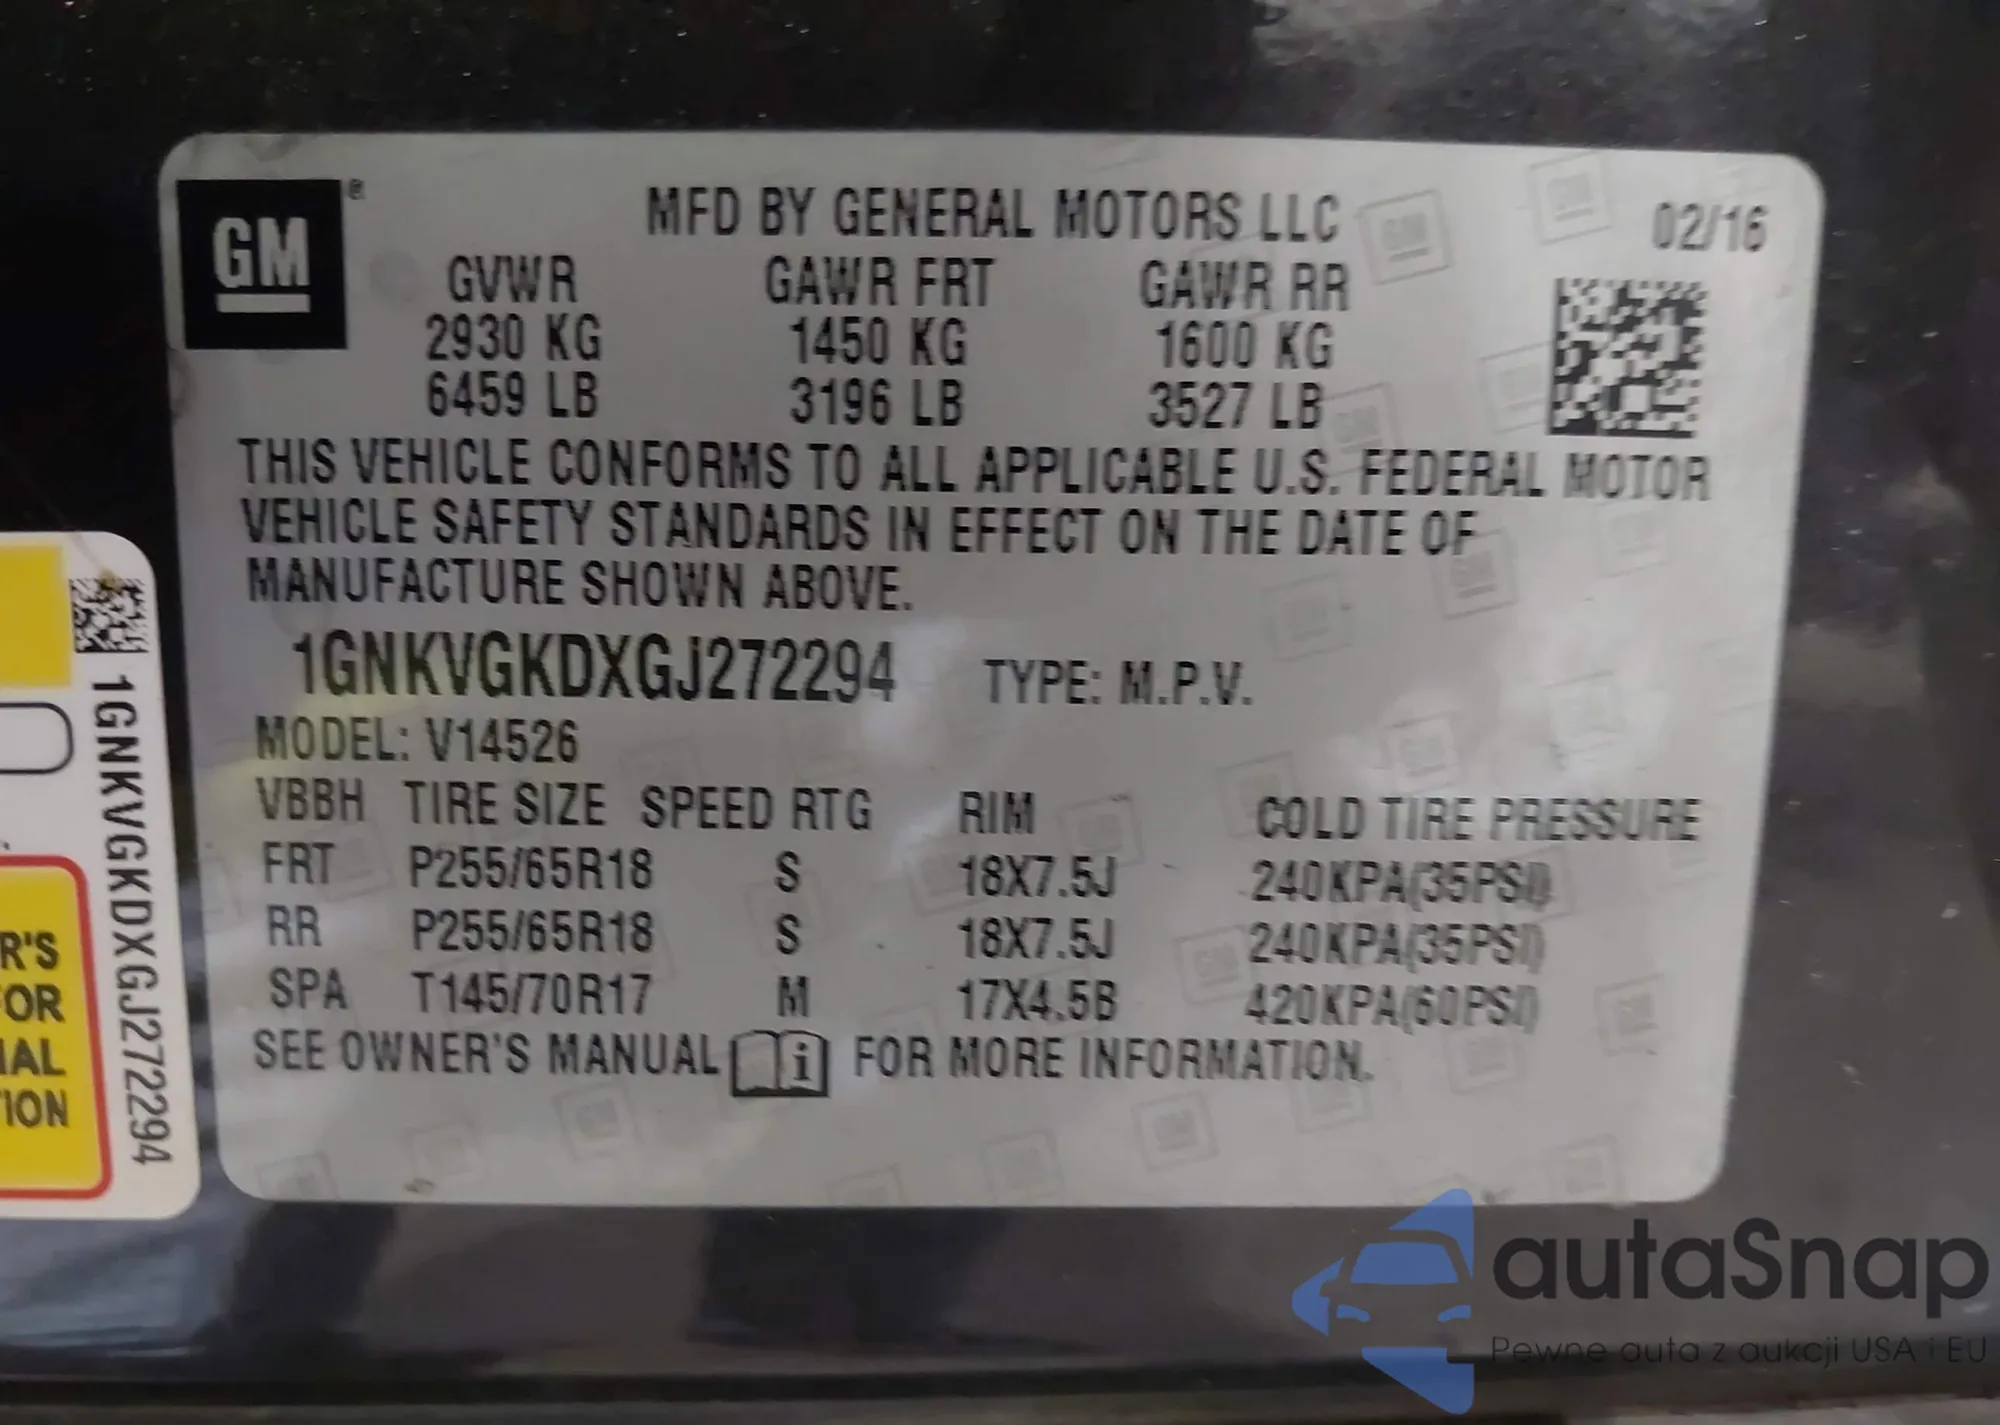 GM ®
MFD BY GENERAL MOTORS LLC 02/16
GVWR GAWR FRT GAWR RR
2930 KG 1450 KG 1600 KG
6459 LB 3196 LB 3527 LB
THIS VEHICLE CONFORMS TO ALL APPLICABLE U.S. FEDERAL MOTOR
VEHICLE SAFETY STANDARDS IN EFFECT ON THE DATE OF
MANUFACTURE SHOWN ABOVE.
1GNKVGKDXGJ272294 TYPE: M.P.V.
MODEL: V14526
VBBH TIRE SIZE SPEED RTG RIM COLD TIRE PRESSURE
FRT P255/65R18 S 18X7.5J 240KPA(35PSI)
RR P255/65R18 S 18X7.5J 240KPA(35PSI)
SPA T145/70R17 M 17X4.5B 420KPA(60PSI)
SEE OWNER'S MANUAL i FOR MORE INFORMATION.
1GNKVGKDXGJ272294
R'S
FOR
IAL
TION
autaSnap
Pewne auta z aukcji USA i EU